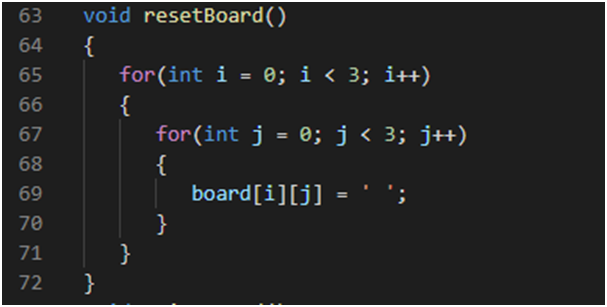 63 void resetBoard()
64 {
65 for(int i = 0; i < 3; i++)
66 {
67 for(int j = 0; j < 3; j++)
68 {
69 board[i][j] = ' ';
70 }
71 }
72 }